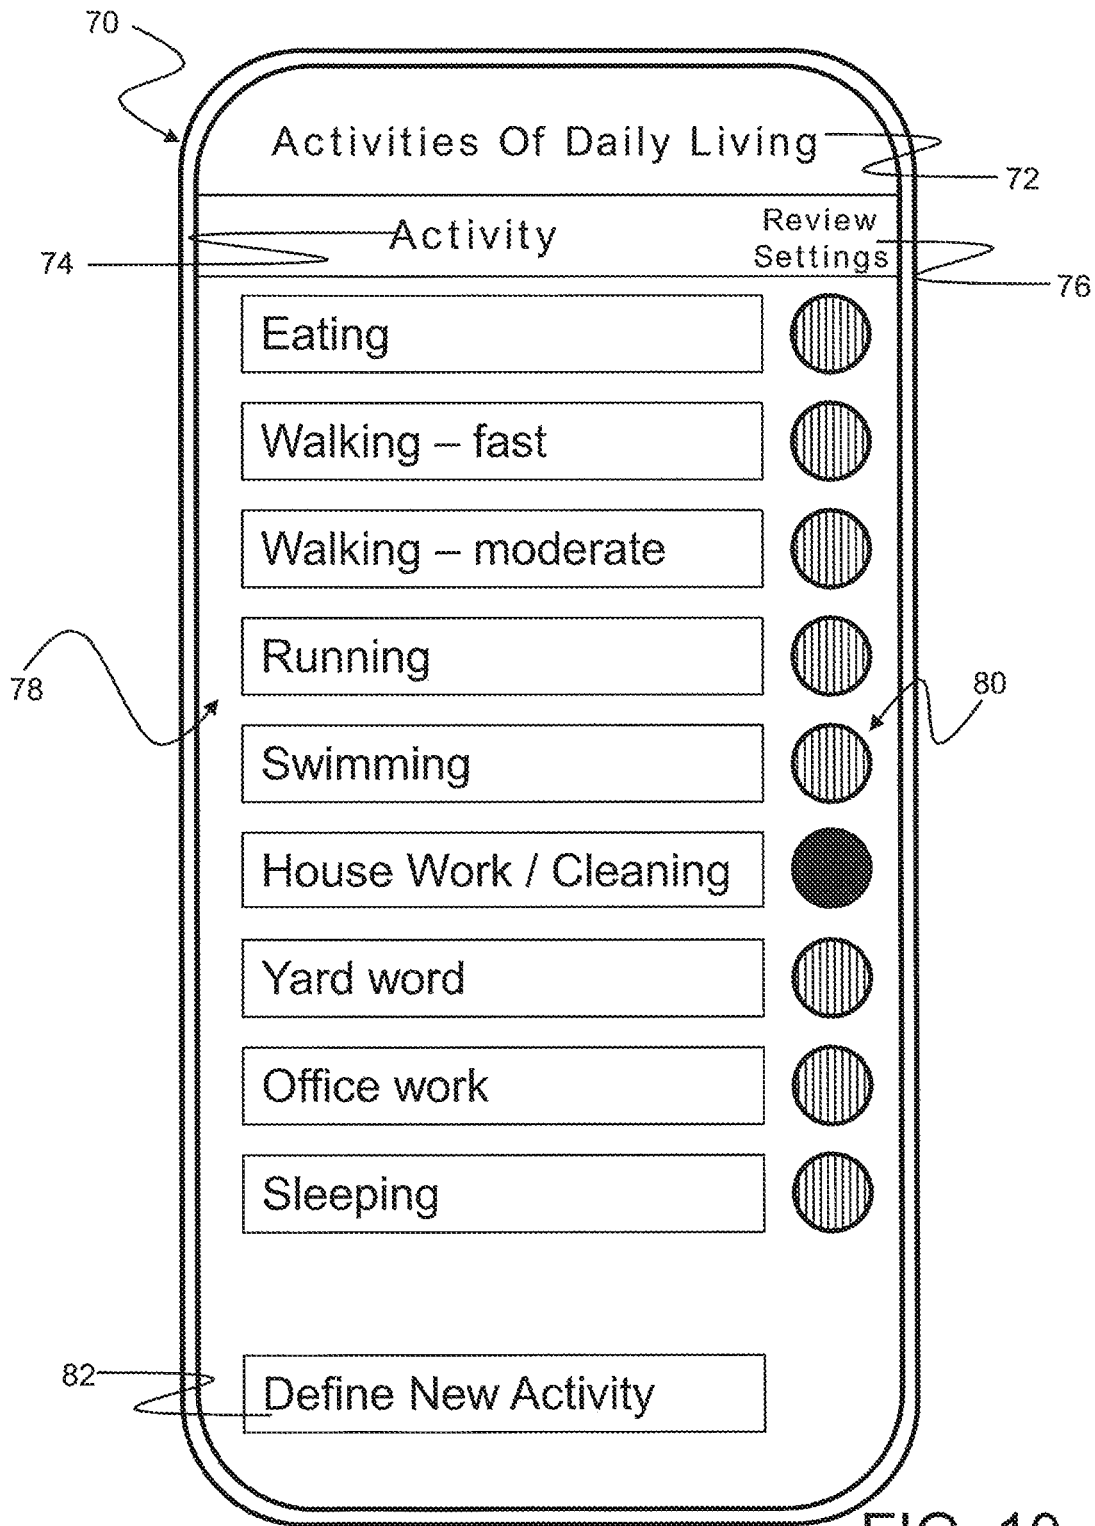 70
Activities Of Daily Living
72
Activity
Review
Settings
74
76
Eating
Walking – fast
Walking – moderate
Running
78
80
Swimming
House Work / Cleaning
Yard word
Office work
Sleeping
82
Define New Activity